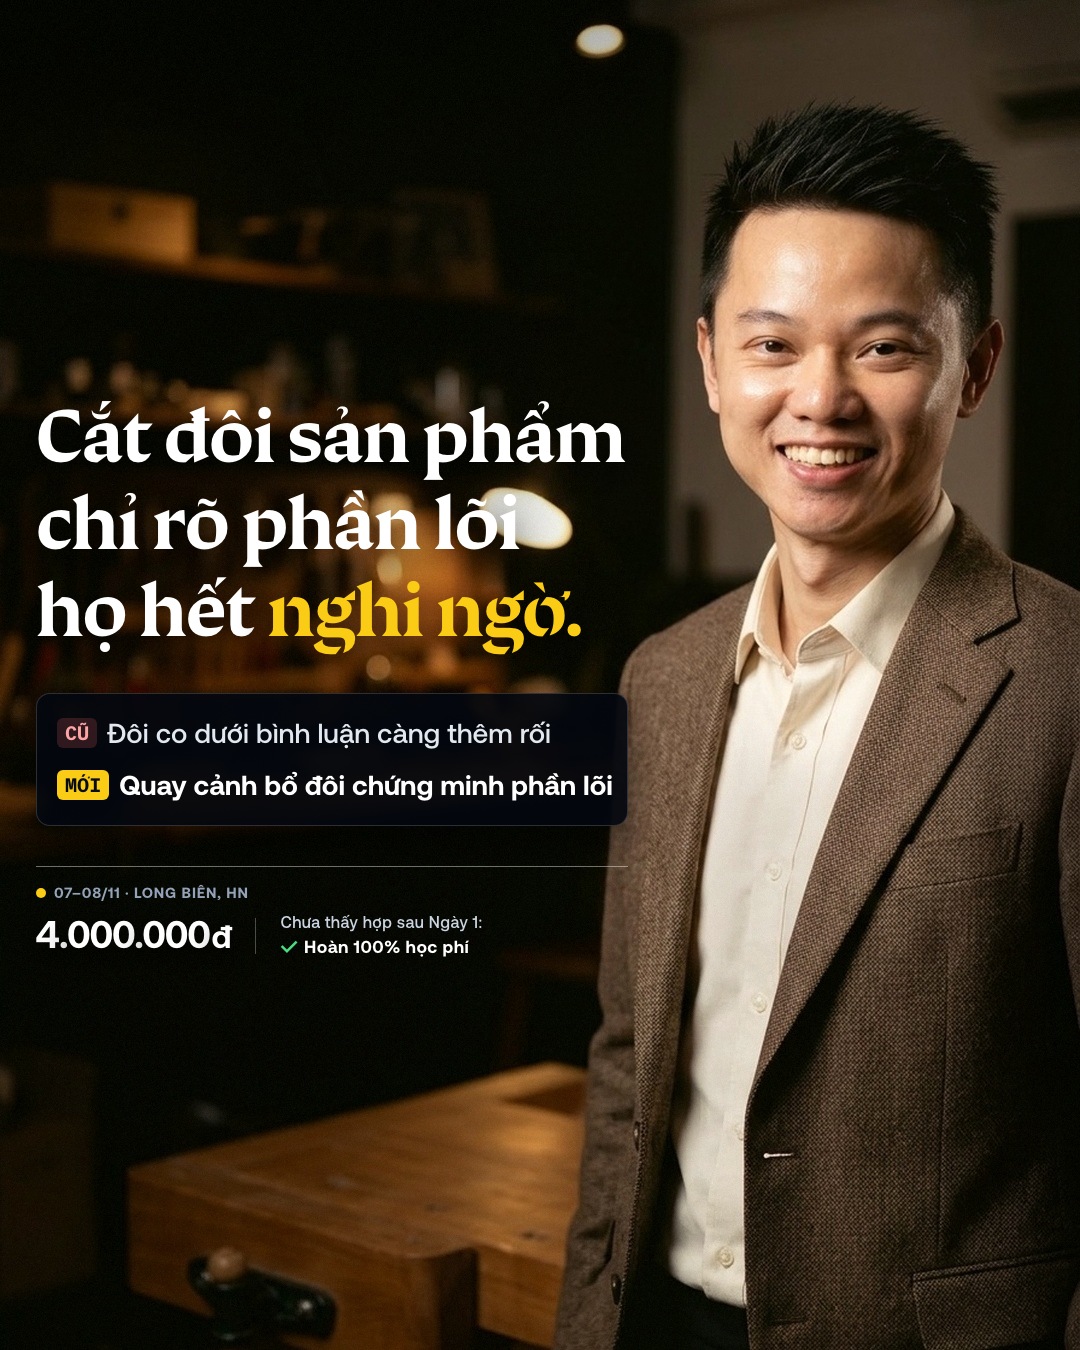 Cắt đôi sản phẩm
chỉ rõ phần lõi
họ hết nghi ngờ.
CŨ Đôi co dưới bình luận càng thêm rối
MỚI Quay cảnh bổ đôi chứng minh phần lõi
07–08/11 · LONG BIÊN, HN
4.000.000đ
Chưa thấy hợp sau Ngày 1:
✓ Hoàn 100% học phí